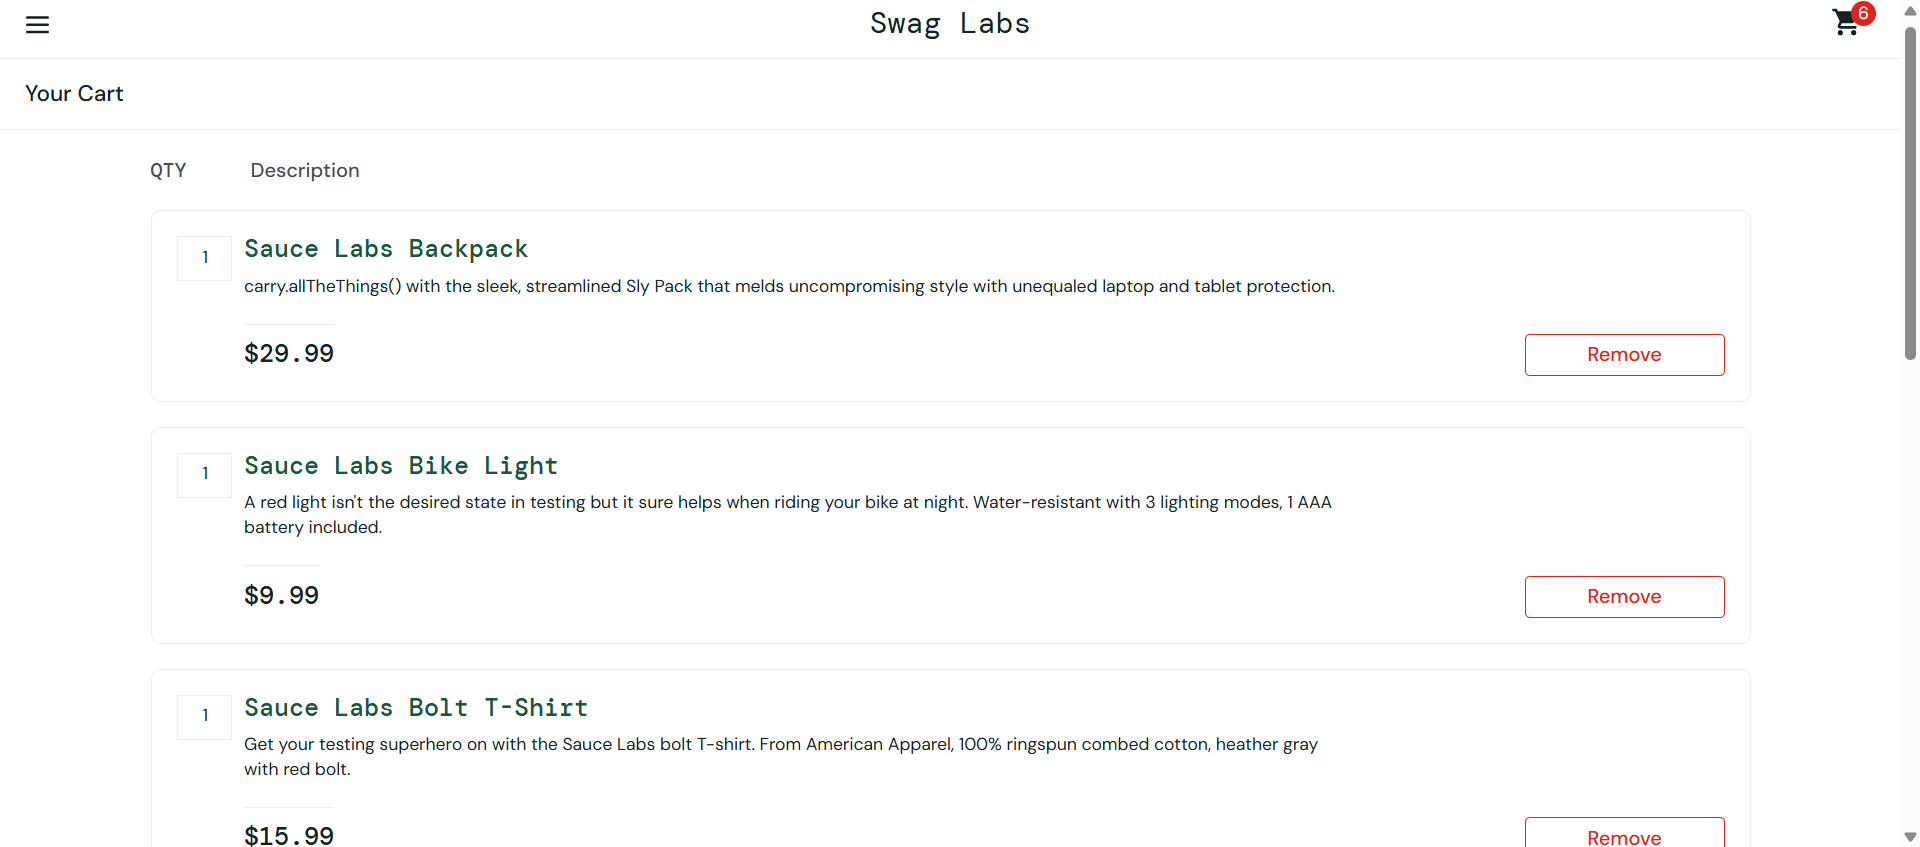 Swag Labs
6
Your Cart
QTY Description
1
Sauce Labs Backpack
carry.allTheThings() with the sleek, streamlined Sly Pack that melds uncompromising style with unequaled laptop and tablet protection.
$29.99
Remove
1
Sauce Labs Bike Light
A red light isn't the desired state in testing but it sure helps when riding your bike at night. Water-resistant with 3 lighting modes, 1 AAA
battery included.
$9.99
Remove
1
Sauce Labs Bolt T-Shirt
Get your testing superhero on with the Sauce Labs bolt T-shirt. From American Apparel, 100% ringspun combed cotton, heather gray
with red bolt.
$15.99
Remove